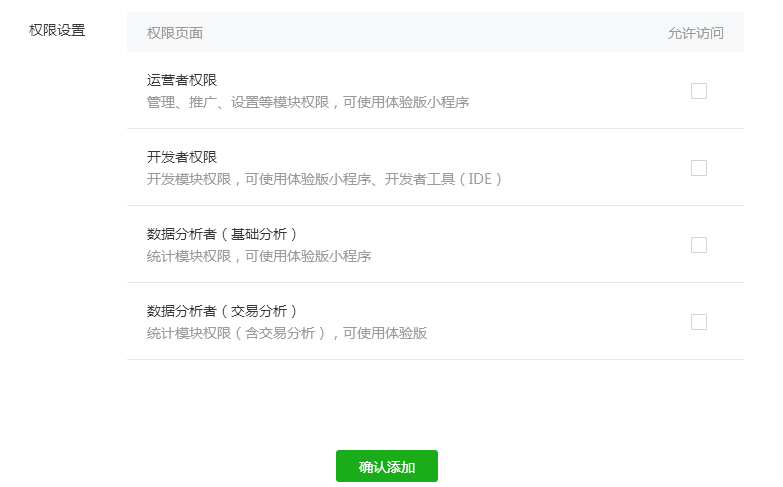 权限设置
权限页面 允许访问
运营者权限
管理、推广、设置等模块权限，可使用体验版小程序
开发者权限
开发模块权限，可使用体验版小程序、开发者工具（IDE）
数据分析者（基础分析）
统计模块权限，可使用体验版小程序
数据分析者（交易分析）
统计模块权限（含交易分析），可使用体验版
确认添加